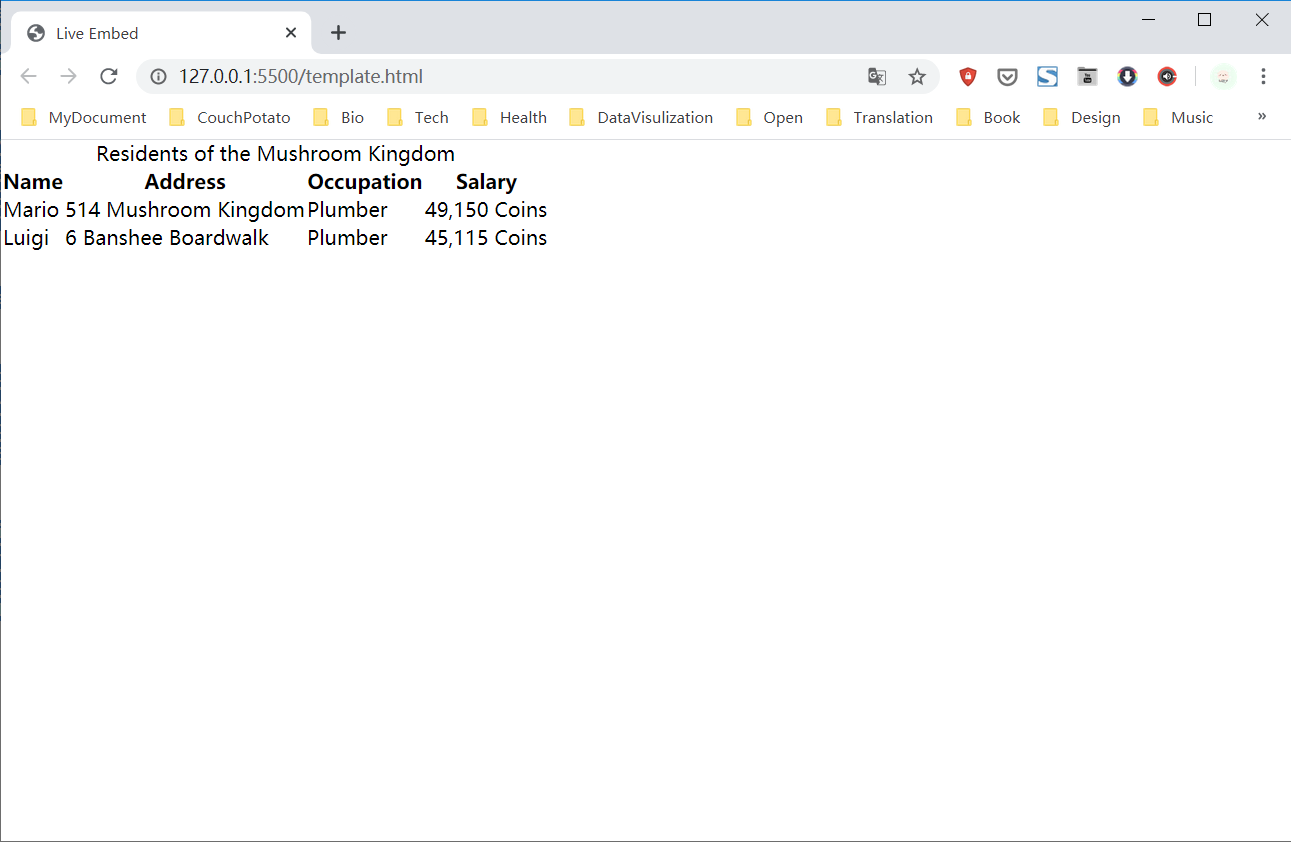 Live Embed
127.0.0.1:5500/template.html
MyDocument CouchPotato Bio Tech Health DataVisulization Open Translation Book Design Music »
Residents of the Mushroom Kingdom
Name Address Occupation Salary
Mario 514 Mushroom Kingdom Plumber 49,150 Coins
Luigi 6 Banshee Boardwalk Plumber 45,115 Coins